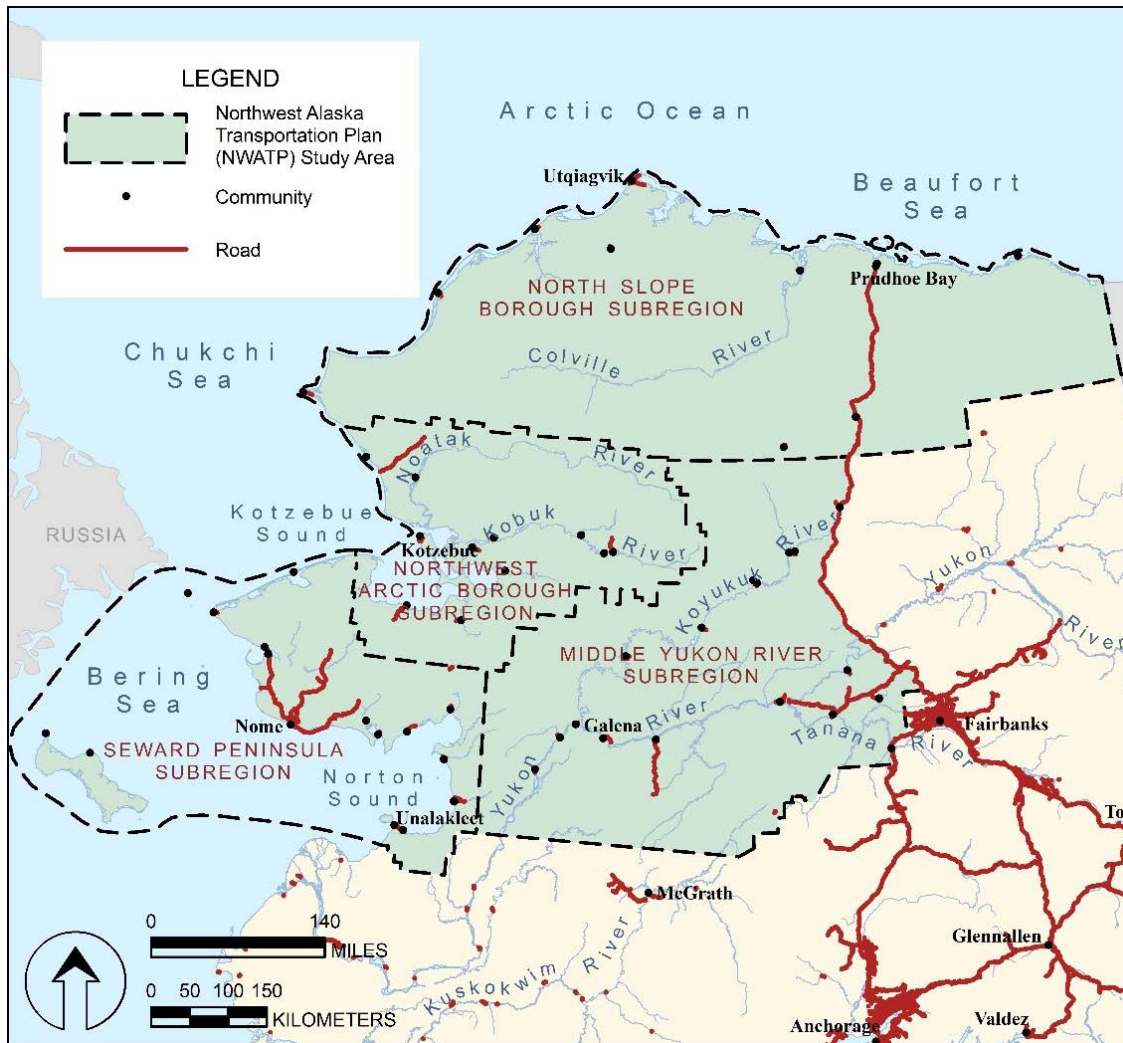 LEGEND
Northwest Alaska
Transportation Plan
(NWATP) Study Area
Community
Road
Arctic Ocean
Utqiagvik
Beaufort
Sea
Prudhoe Bay
NORTH SLOPE
BOROUGH SUBREGION
Colville River
Chukchi
Sea
Noatak River
RUSSIA
Kotzebue
Sound
Kobuk River
Kotzebue
NORTHWEST
ARCTIC BOROUGH
SUBREGION
Koyukuk River
Yukon River
MIDDLE YUKON RIVER
SUBREGION
Bering
Sea
Nome
SEWARD PENINSULA
SUBREGION
Galena
Yukon River
Tanana River
Fairbanks
Norton
Sound
Unalakleet
To
McGrath
Kuskokwim River
Glennallen
Anchorage
Valdez
0 140
MILES
0 50 100 150
KILOMETERS